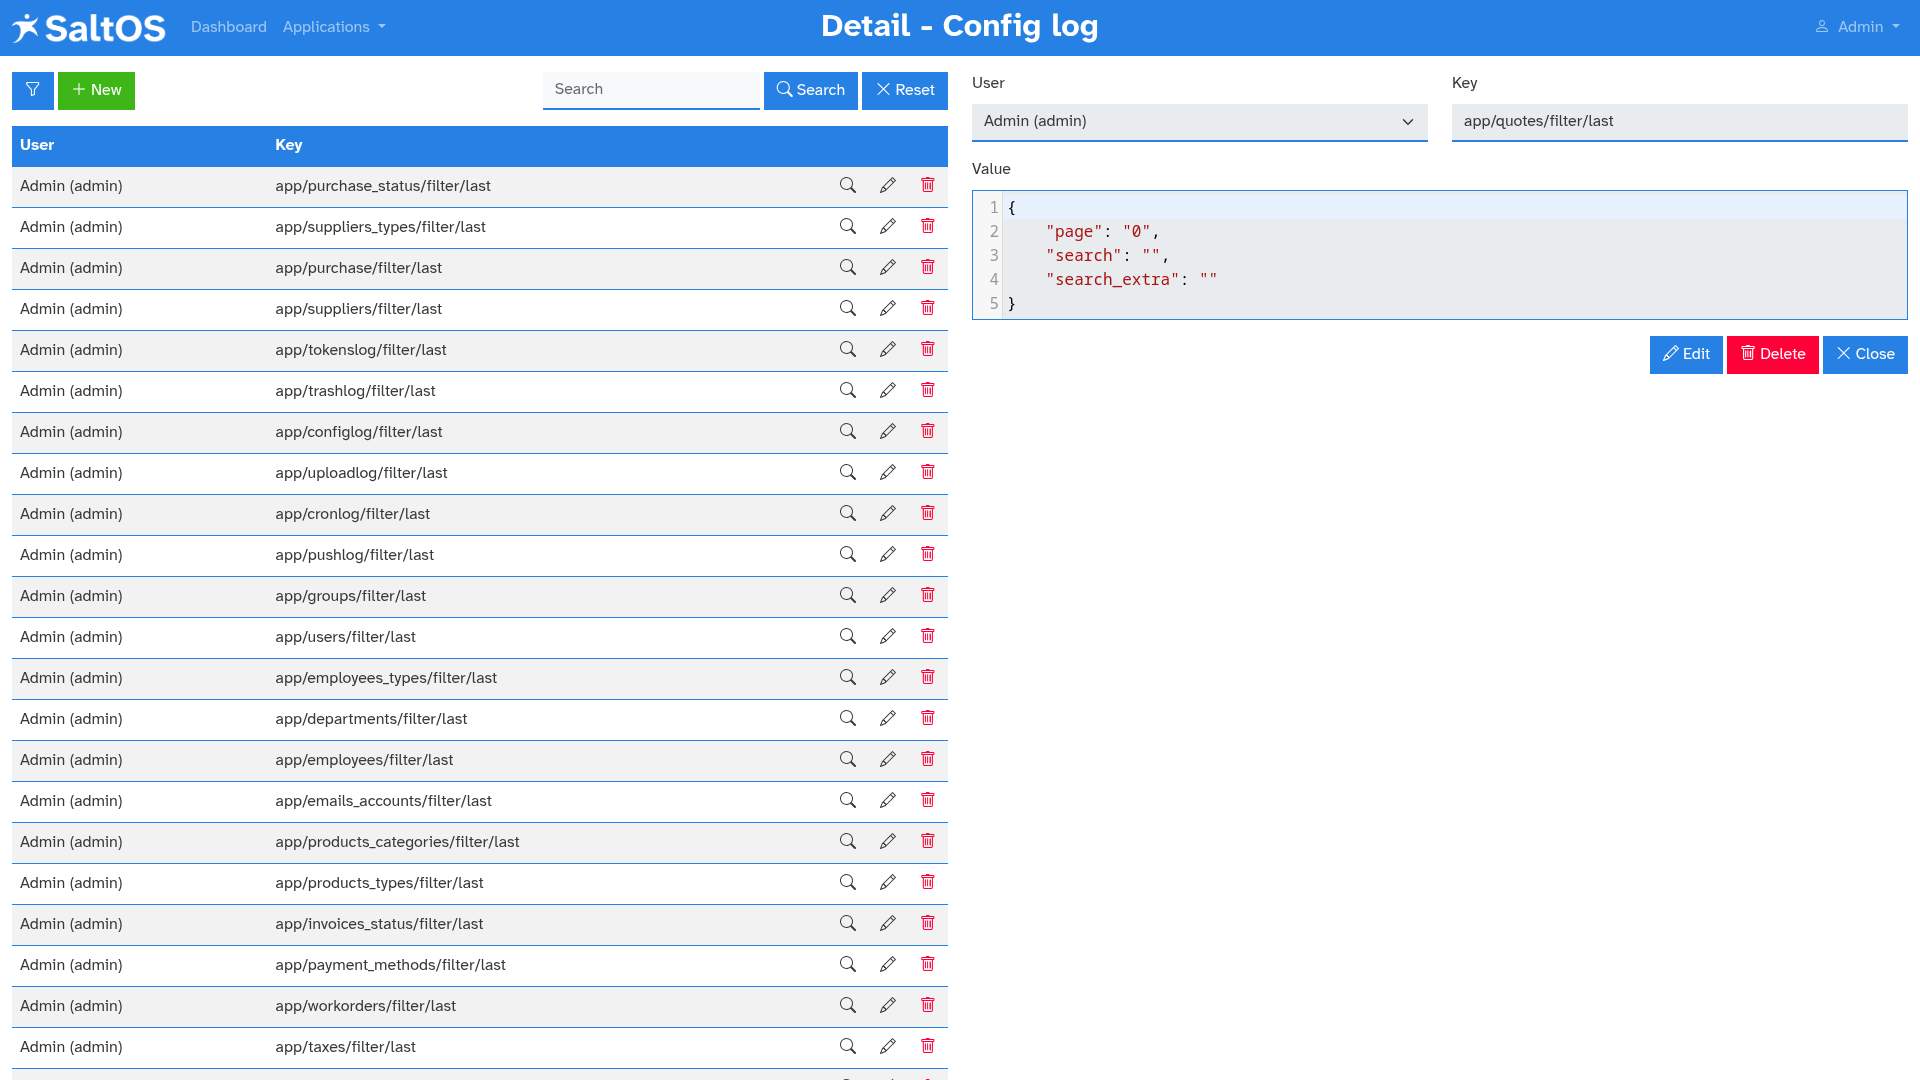 SaltOS Dashboard Applications Detail - Config log Admin
New Search Search Reset
User Key
Admin (admin) app/purchase_status/filter/last
Admin (admin) app/suppliers_types/filter/last
Admin (admin) app/purchase/filter/last
Admin (admin) app/suppliers/filter/last
Admin (admin) app/tokenslog/filter/last
Admin (admin) app/trashlog/filter/last
Admin (admin) app/configlog/filter/last
Admin (admin) app/uploadlog/filter/last
Admin (admin) app/cronlog/filter/last
Admin (admin) app/pushlog/filter/last
Admin (admin) app/groups/filter/last
Admin (admin) app/users/filter/last
Admin (admin) app/employees_types/filter/last
Admin (admin) app/departments/filter/last
Admin (admin) app/employees/filter/last
Admin (admin) app/emails_accounts/filter/last
Admin (admin) app/products_categories/filter/last
Admin (admin) app/products_types/filter/last
Admin (admin) app/invoices_status/filter/last
Admin (admin) app/payment_methods/filter/last
Admin (admin) app/workorders/filter/last
Admin (admin) app/taxes/filter/last
User Key
Admin (admin) app/quotes/filter/last
Value
1 {
2     "page": "0",
3     "search": "",
4     "search_extra": ""
5 }
Edit Delete Close